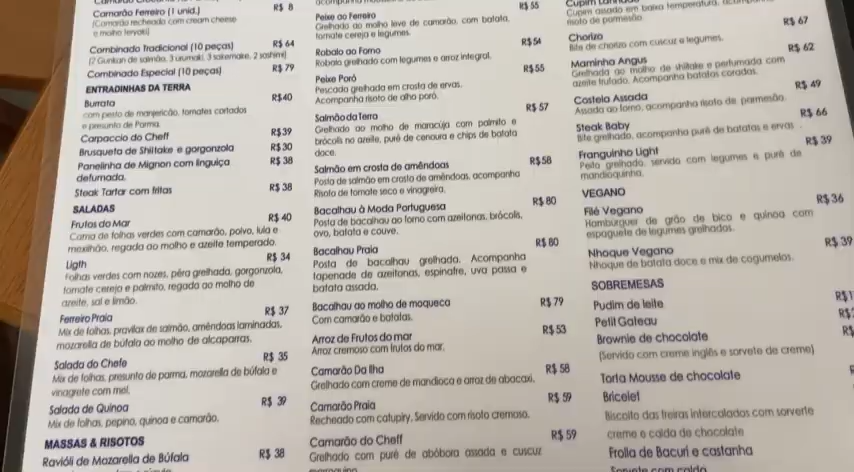 Camarão Ferreiro (1 unid.) R$ 8
(Camarão recheado com cream cheese
e molho teryaki)
Combinado Tradicional (10 peças) R$ 64
(2 Gunkan de salmão, 3 urumaki, 3 sakemake, 2 sashimi)
Combinado Especial (10 peças) R$ 79
ENTRADINHAS DA TERRA
Burrata R$40
com pesto de manjericão, tomates cortados
e presunto de Parma.
Carpaccio do Cheff R$39
Brusqueta de Shiitake e gorgonzola R$ 30
Panelinha de Mignon com linguiça R$ 38
defumada.
Steak Tartar com fritas R$ 38
SALADAS
Frutos do Mar R$ 40
Cama de folhas verdes com camarão, polvo, lula e
mexilhão, regada ao molho e azeite temperado.
Ligth R$ 34
Folhas verdes com nozes, pêra grelhada, gorgonzola,
tomate cereja e palmito, regada ao molho de
azeite, sal e limão.
Ferreiro Praia R$ 37
Mix de folhas, pravilax de salmão, amêndoas laminadas,
mozarella de búfala ao molho de alcaparras.
Salada do Chefe R$ 35
Mix de folhas, presunto de parma, mozarella de búfala e
vinagrete com mel.
Salada de Quinoa R$ 39
Mix de folhas, pepino, quinoa e camarão.
MASSAS & RISOTOS
Ravióli de Mozarella de Búfala R$ 38
Peixe ao Ferreiro R$ 55
Grelhado ao molho leve de camarão, com batata,
tomate cereja e legumes.
Robalo ao Forno R$54
Robalo grelhado com legumes e arroz integral.
Peixe Poró R$55
Pescada grelhada em crosta de ervas.
Acompanha risoto de alho poró.
Salmão da Terra R$ 57
Grelhado ao molho de maracujá com palmito e
brócolis no azeite, purê de cenoura e chips de batata
doce.
Salmão em crosta de amêndoas R$58
Posta de salmão em crosta de amêndoas, acompanha
Risoto de tomate seco e vinagreira.
Bacalhau à Moda Portuguesa R$ 80
Posta de bacalhau ao forno com azeitonas, brócolis,
ovo, batata e couve.
Bacalhau Praia R$ 80
Posta de bacalhau grelhada. Acompanha
tapenade de azeitonas, espinafre, uva passa e
batata assada.
Bacalhau ao molho de moqueca R$79
Com camarão e batatas.
Arroz de Frutos do mar R$ 53
Arroz cremoso com frutos do mar.
Camarão Da Ilha R$ 58
Grelhado com creme de mandioca e arroz de abacaxi.
Camarão Praia R$ 59
Recheado com catupiry, Servido com risoto cremoso.
Camarão do Cheff R$ 59
Grelhado com purê de abóbora assada e cuscuz
marroquino
Cupim assado em baixa temperatura,
risoto de parmesão.
Chorizo R$ 67
Bife de chorizo com cuscuz e legumes.
Maminha Angus R$ 62
Grelhada ao molho de shiitake e perfumada com
azeite trufado. Acompanha batatas coradas.
Costela Assada R$ 49
Assada ao forno, acompanha risoto de parmesão.
Steak Baby R$ 66
Bife grelhado, acompanha purê de batatas e ervas .
Franguinho Light R$ 39
Peito grelhado, servido com legumes e purê de
mandioquinha.
VEGANO
Filé Vegano R$36
Hambúrguer de grão de bico e quinoa com
espaguete de legumes grelhados.
Nhoque Vegano R$ 39
Nhoque de batata doce e mix de cogumelos.
SOBREMESAS
Pudim de leite
Petit Gateau
Brownie de chocolate
(Servido com creme inglês e sorvete de creme)
Torta Mousse de chocolate
Bricelet
Biscoito das freiras intercalados com sorverte
creme e calda de chocolate
Frolla de Bacuri e castanha
Sorvete com calda